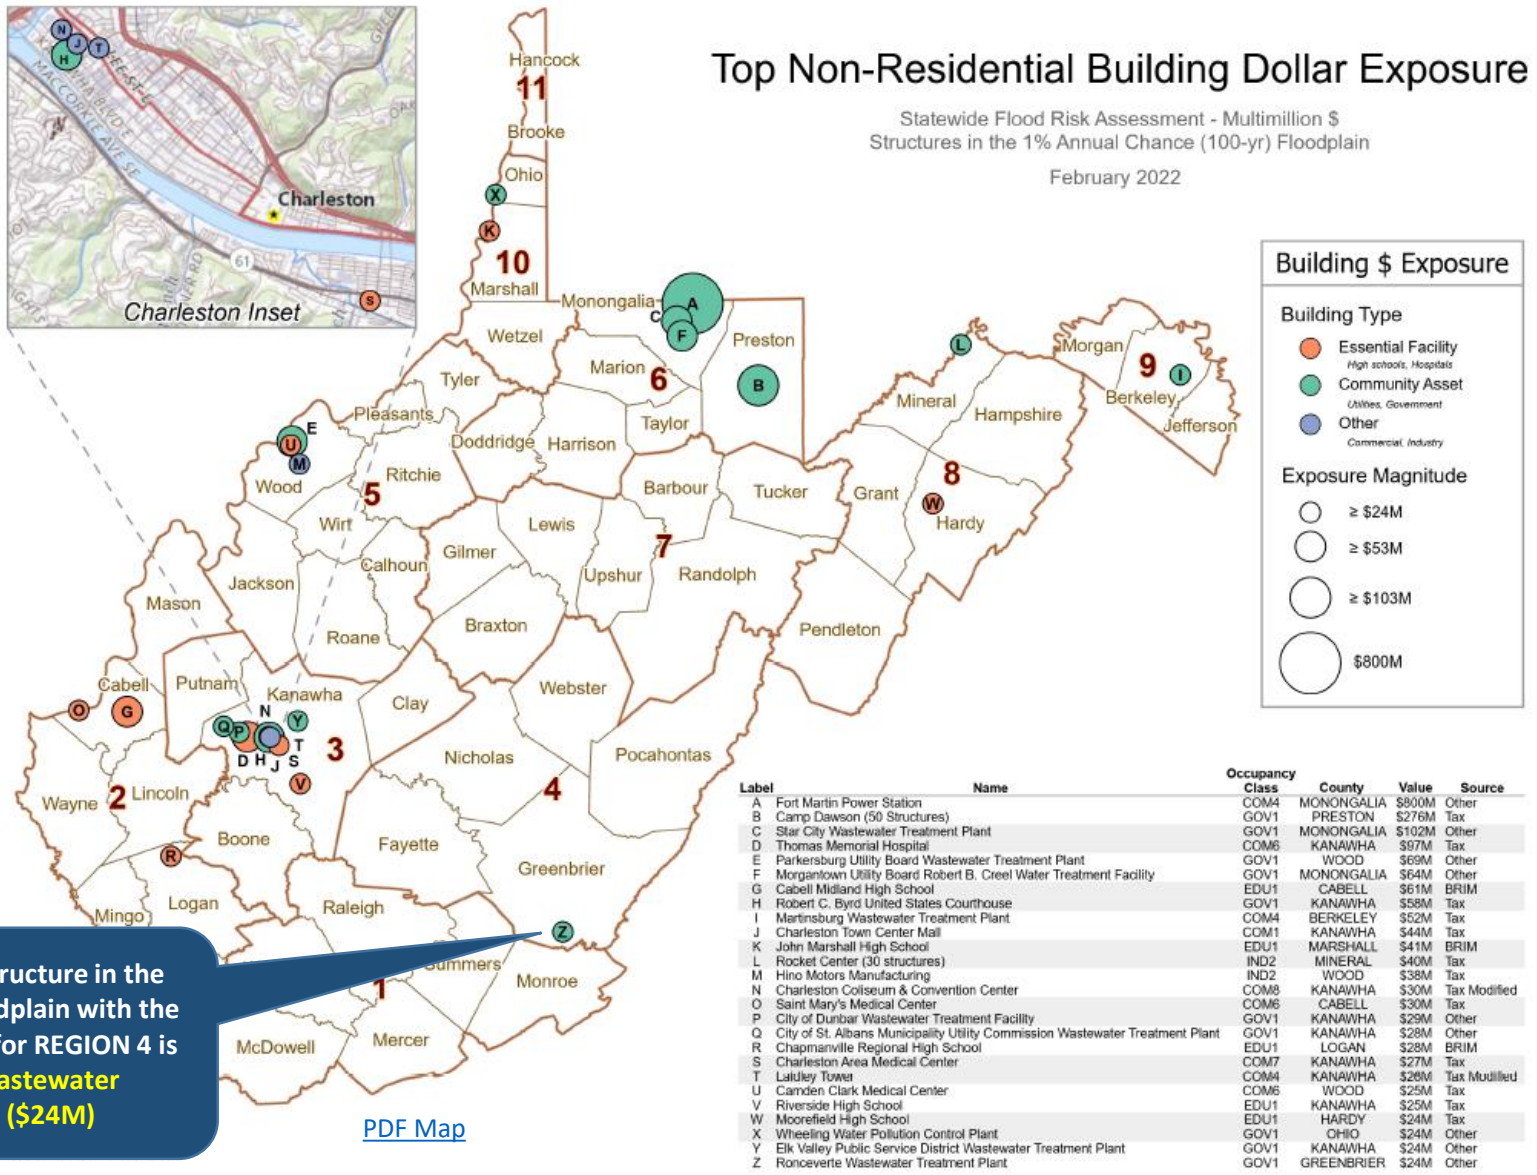 Top Non-Residential Building Dollar Exposure
Statewide Flood Risk Assessment - Multimillion $
Structures in the 1% Annual Chance (100-yr) Floodplain
February 2022
N
J
T
H
LEE ST E
KANAWHA BLVD E
MAC CORKLE AVE SE
Charleston
61
S
Charleston Inset
Hancock
11
Brooke
Ohio
X
K
10
Marshall
Monongalia
A
C
F
Wetzel
Preston
B
Marion
6
Tyler
Pleasants
Taylor
Doddridge
Harrison
E
U
M
Ritchie
Wood
5
Wirt
Barbour
Tucker
Lewis
Gilmer
7
Calhoun
Upshur
Randolph
Jackson
Mason
Roane
Braxton
Pendleton
L
Mineral
Hampshire
Grant
8
W
Hardy
Morgan
9
I
Berkeley
Jefferson
Cabell
Putnam
Kanawha
Clay
Webster
O
G
N
Q
P
Y
T
D
H
J
S
3
V
Nicholas
Pocahontas
4
Wayne
2
Lincoln
Boone
Fayette
Greenbrier
R
Logan
Mingo
Raleigh
Z
Summers
Monroe
1
McDowell
Mercer
ructure in the
dplain with the
for REGION 4 is
astewater
($24M)
PDF Map
Building $ Exposure
Building Type
Essential Facility
High schools, Hospitals
Community Asset
Utilities, Government
Other
Commercial, Industry
Exposure Magnitude
≥ $24M
≥ $53M
≥ $103M
$800M
Label Name Occupancy Class County Value Source
A Fort Martin Power Station COM4 MONONGALIA $800M Other
B Camp Dawson (50 Structures) GOV1 PRESTON $276M Tax
C Star City Wastewater Treatment Plant GOV1 MONONGALIA $102M Other
D Thomas Memorial Hospital COM6 KANAWHA $97M Tax
E Parkersburg Utility Board Wastewater Treatment Plant GOV1 WOOD $69M Other
F Morgantown Utility Board Robert B. Creel Water Treatment Facility GOV1 MONONGALIA $64M Other
G Cabell Midland High School EDU1 CABELL $61M BRIM
H Robert C. Byrd United States Courthouse GOV1 KANAWHA $58M Tax
I Martinsburg Wastewater Treatment Plant COM4 BERKELEY $52M Tax
J Charleston Town Center Mall COM1 KANAWHA $44M Tax
K John Marshall High School EDU1 MARSHALL $41M BRIM
L Rocket Center (30 structures) IND2 MINERAL $40M Tax
M Hino Motors Manufacturing IND2 WOOD $38M Tax
N Charleston Coliseum & Convention Center COM8 KANAWHA $30M Tax Modified
O Saint Mary's Medical Center COM6 CABELL $30M Tax
P City of Dunbar Wastewater Treatment Facility GOV1 KANAWHA $29M Other
Q City of St. Albans Municipality Utility Commission Wastewater Treatment Plant GOV1 KANAWHA $28M Other
R Chapmanville Regional High School EDU1 LOGAN $28M BRIM
S Charleston Area Medical Center COM7 KANAWHA $27M Tax
T Laidley Tower COM4 KANAWHA $26M Tax Modified
U Camden Clark Medical Center COM6 WOOD $25M Tax
V Riverside High School EDU1 KANAWHA $25M Tax
W Moorefield High School EDU1 HARDY $24M Tax
X Wheeling Water Pollution Control Plant GOV1 OHIO $24M Other
Y Elk Valley Public Service District Wastewater Treatment Plant GOV1 KANAWHA $24M Other
Z Ronceverte Wastewater Treatment Plant GOV1 GREENBRIER $24M Other